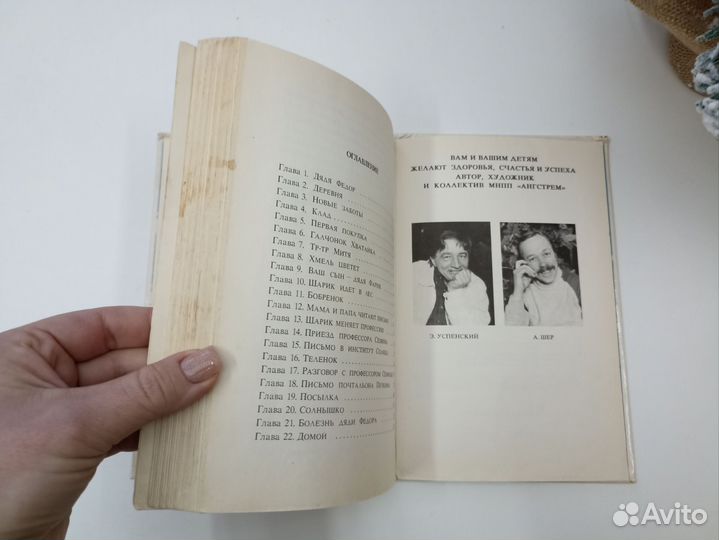 ОГЛАВЛЕНИЕ
Глава 1. Дядя Федор
Глава 2. Деревня
Глава 3. Новые заботы
Глава 4. Клад
Глава 5. Первая покупка
Глава 6. Галчонок Хватайка
Глава 7. Тр-тр Митя
Глава 8. Хмель цветет
Глава 9. Ваш сын — дядя Фарик
Глава 10. Шарик идет в лес
Глава 11. Бобренок
Глава 12. Мама и папа читают письмо
Глава 13. Шарик меняет профессию
Глава 14. Приезд профессора Семина
Глава 15. Письмо в институт Солнца
Глава 16. Теленок
Глава 17. Разговор с профессором
Глава 18. Письмо почтальона Печкина
Глава 19. Посылка
Глава 20. Солнышко
Глава 21. Болезнь дяди Федора
Глава 22. Домой
ВАМ И ВАШИМ ДЕТЯМ
ЖЕЛАЮТ ЗДОРОВЬЯ, СЧАСТЬЯ И УСПЕХА
АВТОР, ХУДОЖНИК
И КОЛЛЕКТИВ МНПП «АНГСТРЕМ»
Э. УСПЕНСКИЙ
А. ШЕР
Avito